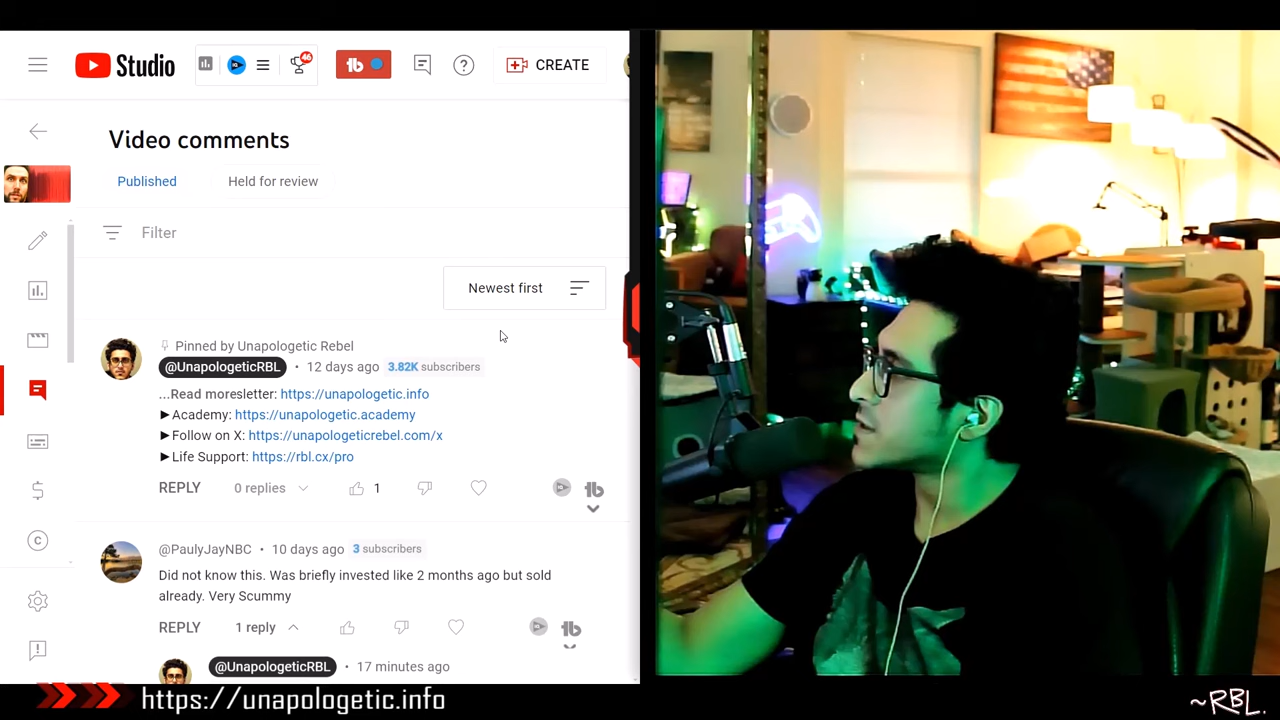 Studio
46
CREATE
Video comments
Published
Held for review
Filter
Newest first
Pinned by Unapologetic Rebel
@UnapologeticRBL • 12 days ago 3.82K subscribers
...Read moresletter: https://unapologetic.info
►Academy: https://unapologetic.academy
►Follow on X: https://unapologeticrebel.com/x
►Life Support: https://rbl.cx/pro
REPLY 0 replies 1
@PaulyJayNBC • 10 days ago 3 subscribers
Did not know this. Was briefly invested like 2 months ago but sold
already. Very Scummy
REPLY 1 reply
@UnapologeticRBL • 17 minutes ago
https://unapologetic.info
~RBL.